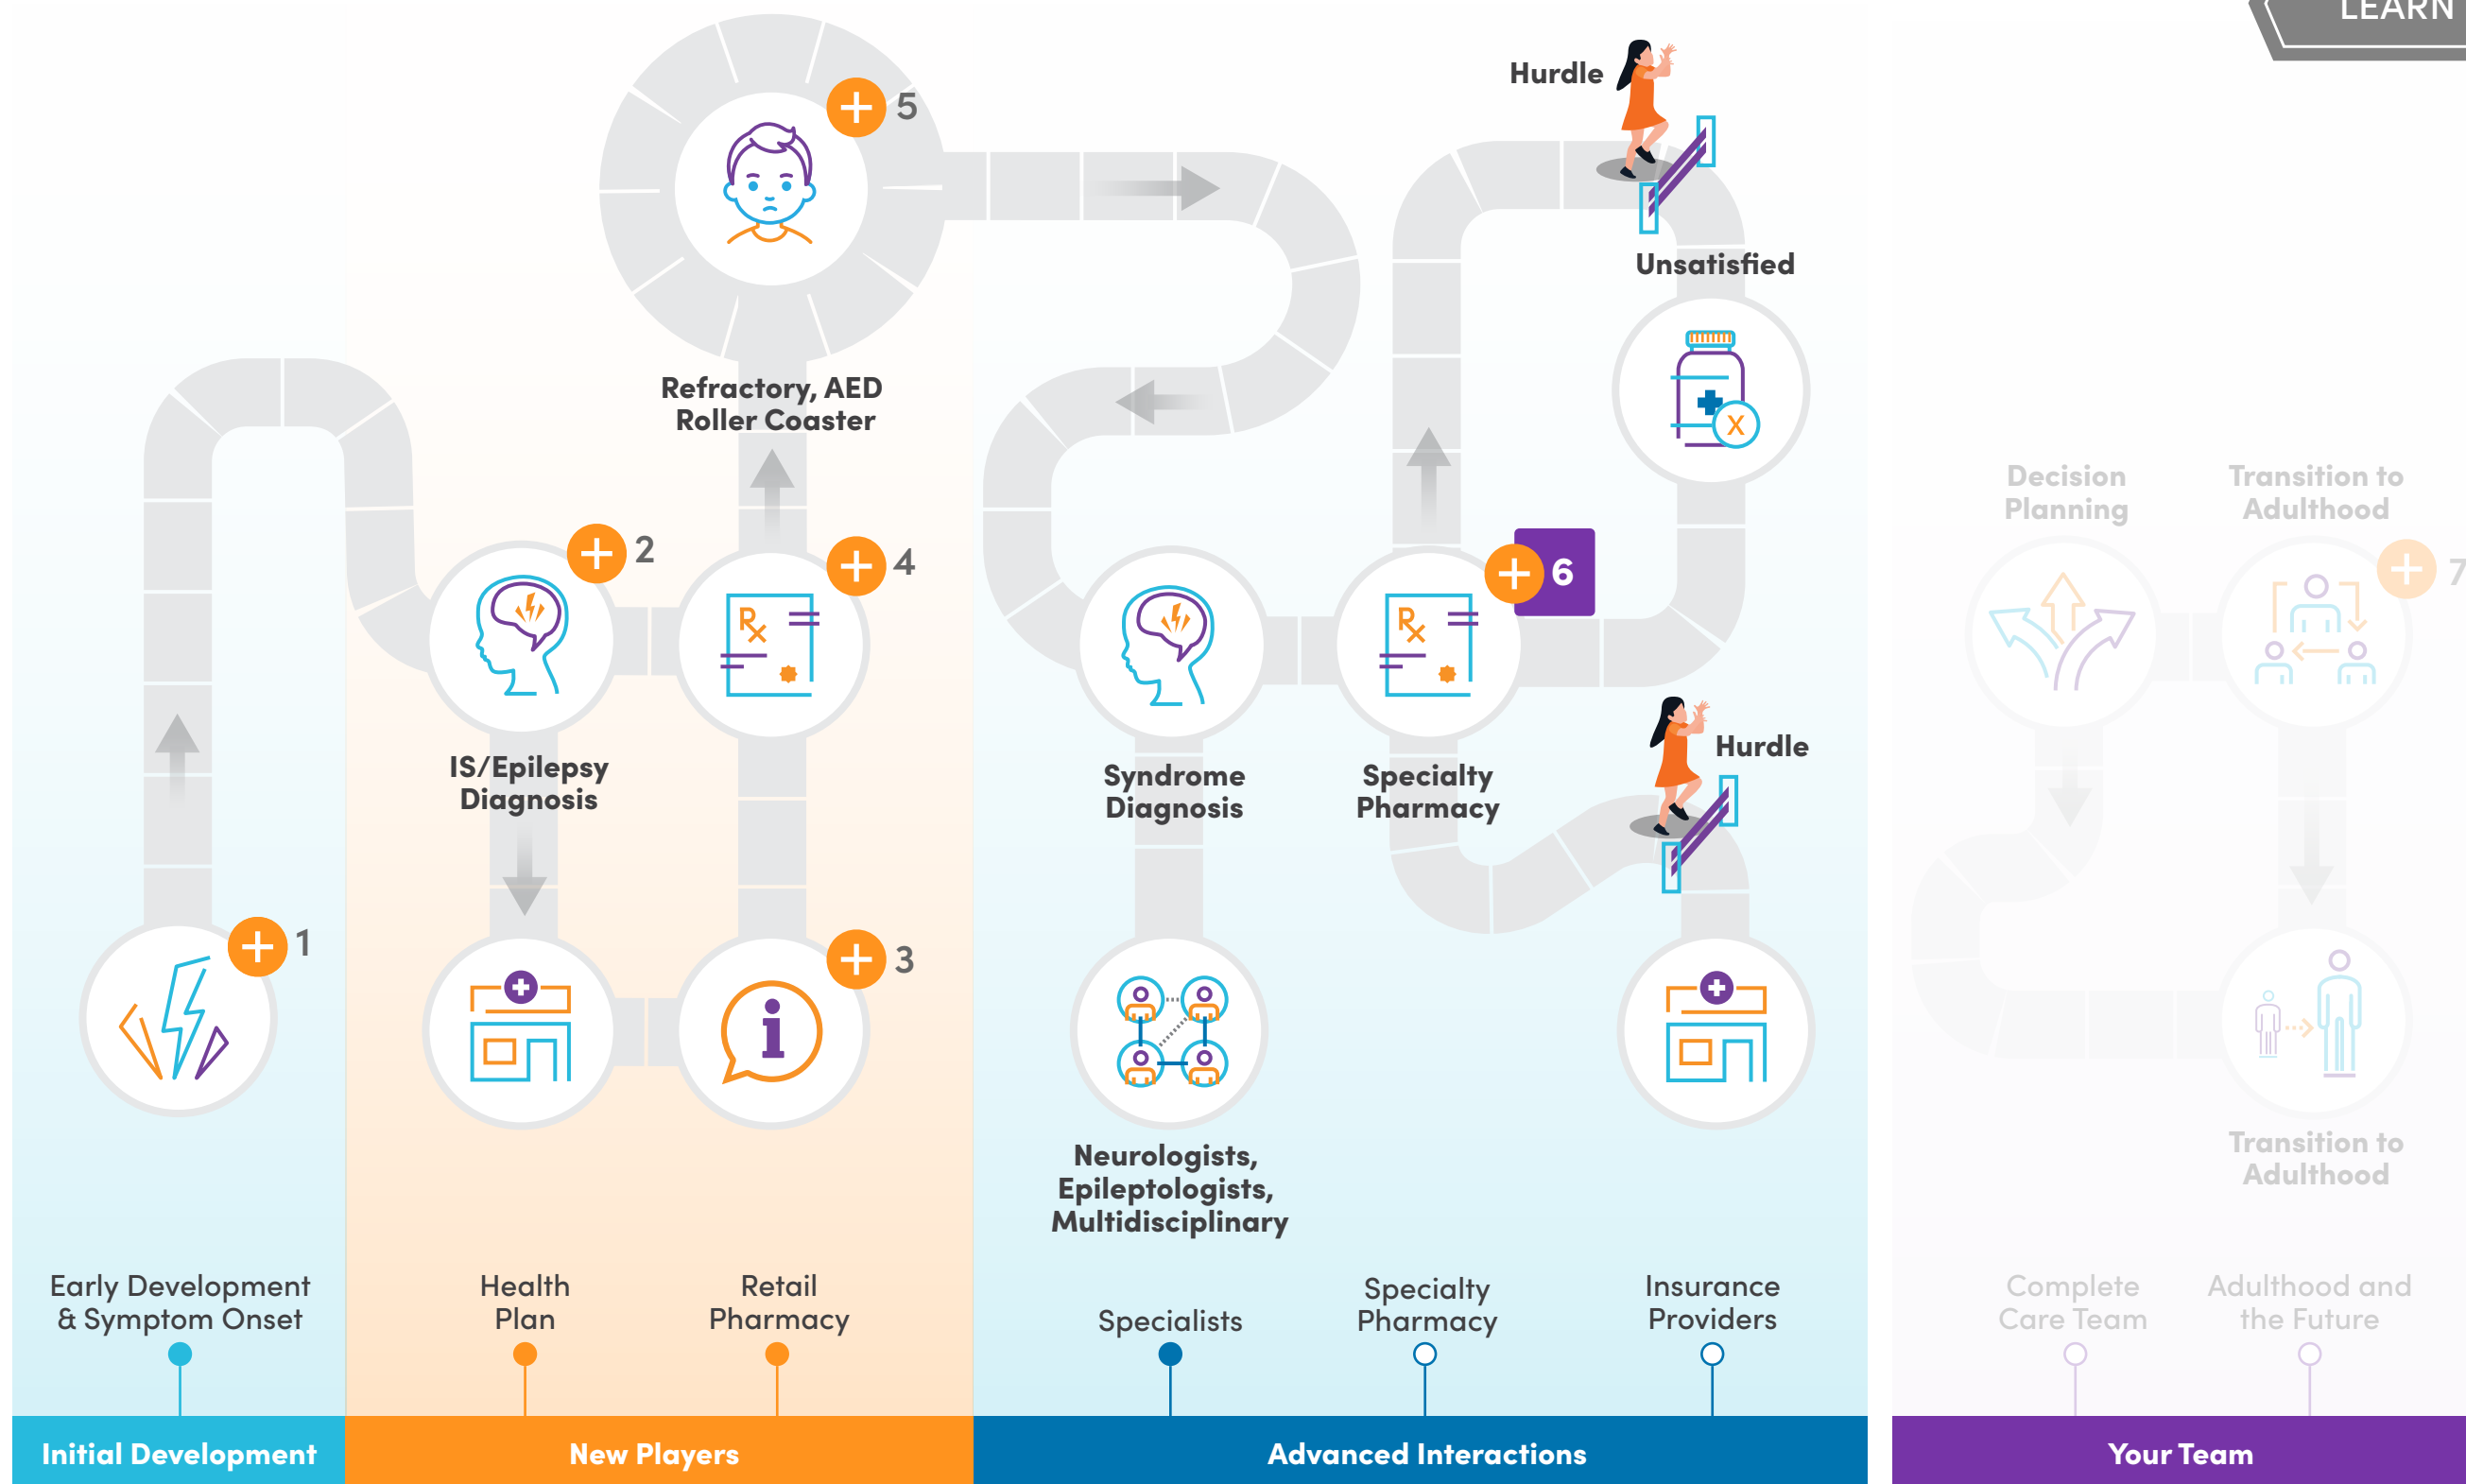 LEARN
Hurdle
5
Unsatisfied
Refractory, AED
Roller Coaster
X
Decision
Planning
Transition to
Adulthood
2
4
6
7
Rx
Rx
IS/Epilepsy
Diagnosis
Syndrome
Diagnosis
Specialty
Pharmacy
Hurdle
1
3
i
Neurologists,
Epileptologists,
Multidisciplinary
Transition to
Adulthood
Early Development
& Symptom Onset
Health
Plan
Retail
Pharmacy
Specialists
Specialty
Pharmacy
Insurance
Providers
Complete
Care Team
Adulthood and
the Future
Initial Development
New Players
Advanced Interactions
Your Team